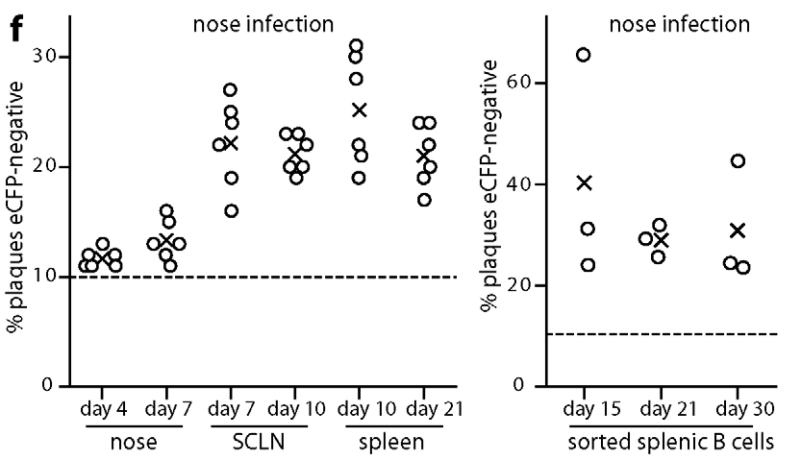 f
nose infection
% plaques eCFP-negative
30
20
10
0
day 4 day 7 day 7 day 10 day 10 day 21
nose SCLN spleen
nose infection
% plaques eCFP-negative
60
40
20
0
day 15 day 21 day 30
sorted splenic B cells